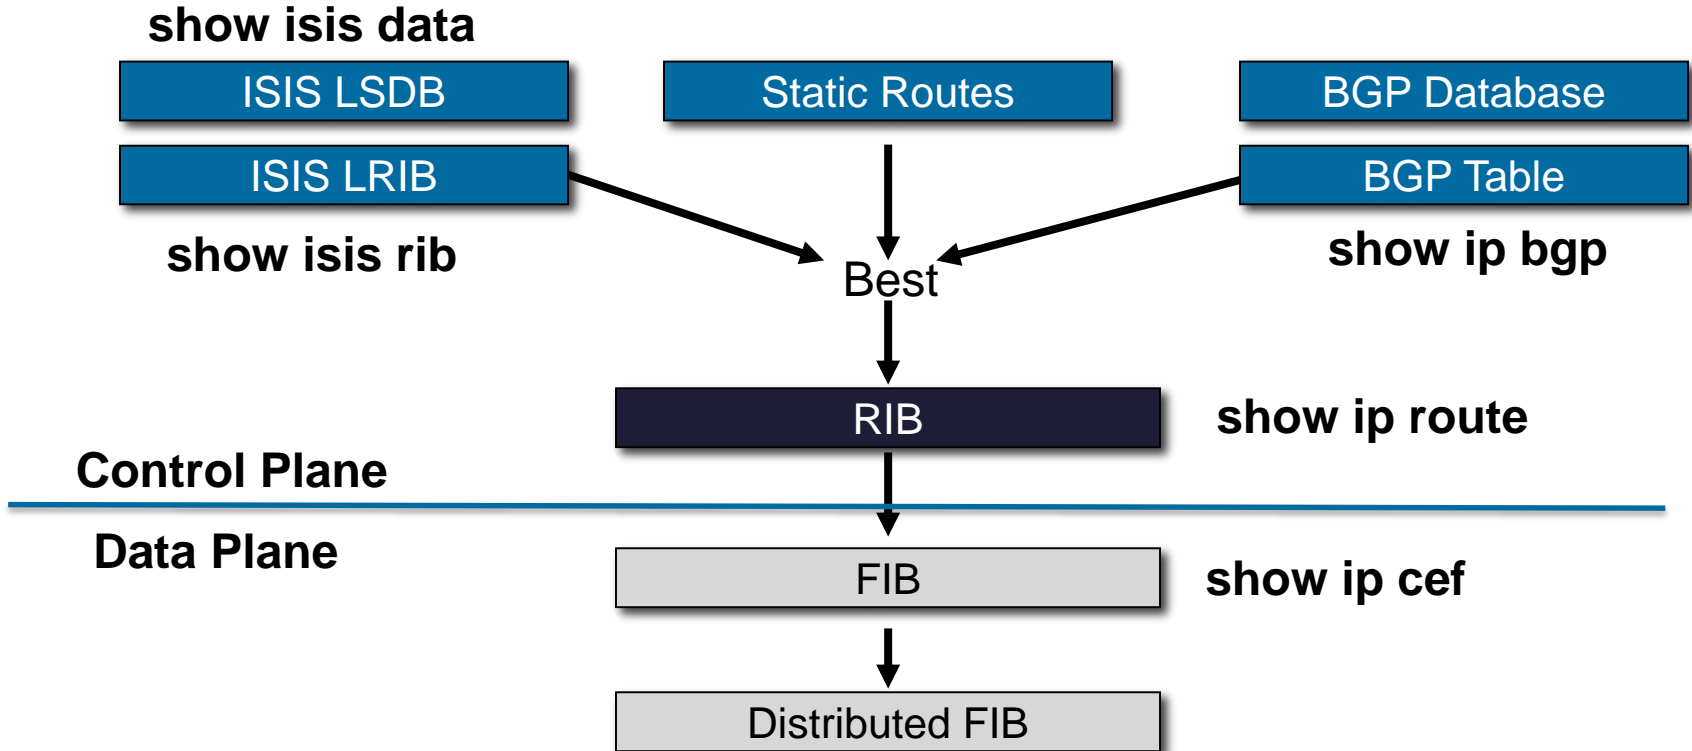 show isis data
ISIS LSDB
Static Routes
BGP Database
ISIS LRIB
BGP Table
show isis rib
show ip bgp
Best
RIB
show ip route
Control Plane
Data Plane
FIB
show ip cef
Distributed FIB